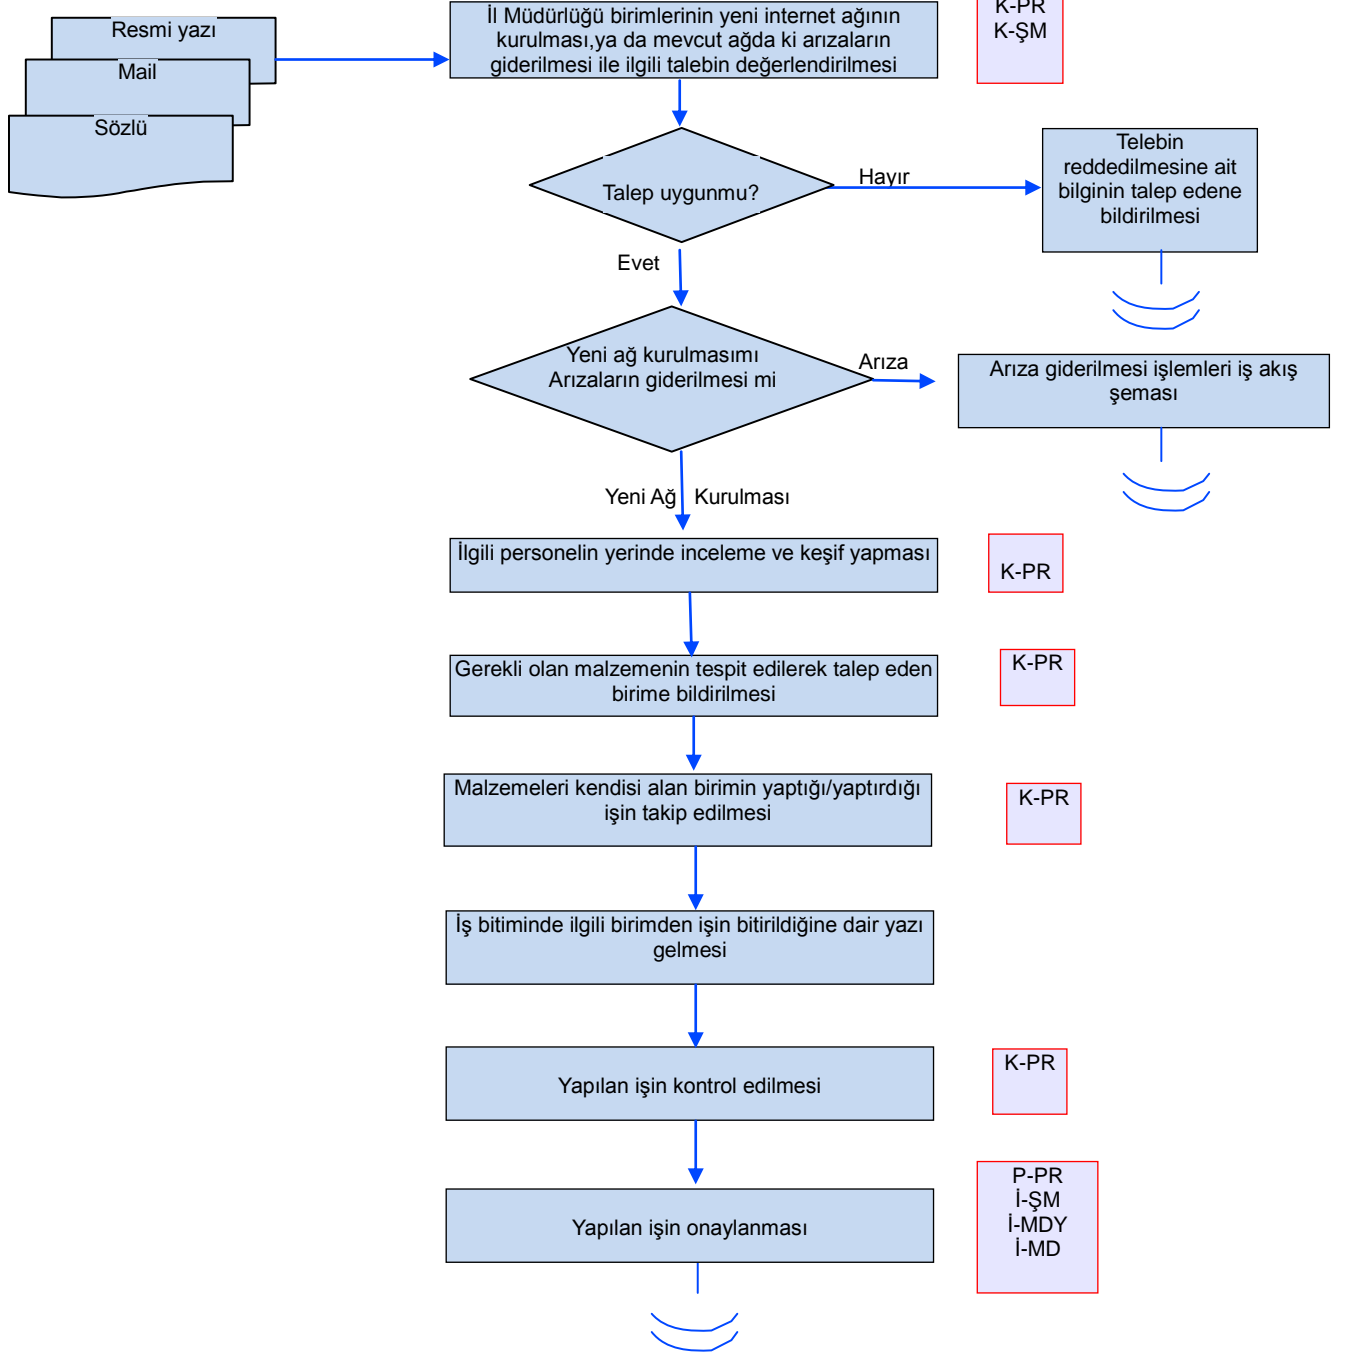 Resmi yazı
Mail
Sözlü
İl Müdürlüğü birimlerinin yeni internet ağının
kurulması,ya da mevcut ağda ki arızaların
giderilmesi ile ilgili talebin değerlendirilmesi
K-PR
K-ŞM
Talep uygunmu?
Hayır
Telebin
reddedilmesine ait
bilginin talep edene
bildirilmesi
Evet
Yeni ağ kurulmasımı
Arızaların giderilmesi mi
Arıza
Arıza giderilmesi işlemleri iş akış
şeması
Yeni Ağ Kurulması
İlgili personelin yerinde inceleme ve keşif yapması
K-PR
Gerekli olan malzemenin tespit edilerek talep eden
birime bildirilmesi
K-PR
Malzemeleri kendisi alan birimin yaptığı/yaptırdığı
işin takip edilmesi
K-PR
İş bitiminde ilgili birimden işin bitirildiğine dair yazı
gelmesi
Yapılan işin kontrol edilmesi
K-PR
Yapılan işin onaylanması
P-PR
İ-ŞM
İ-MDY
İ-MD